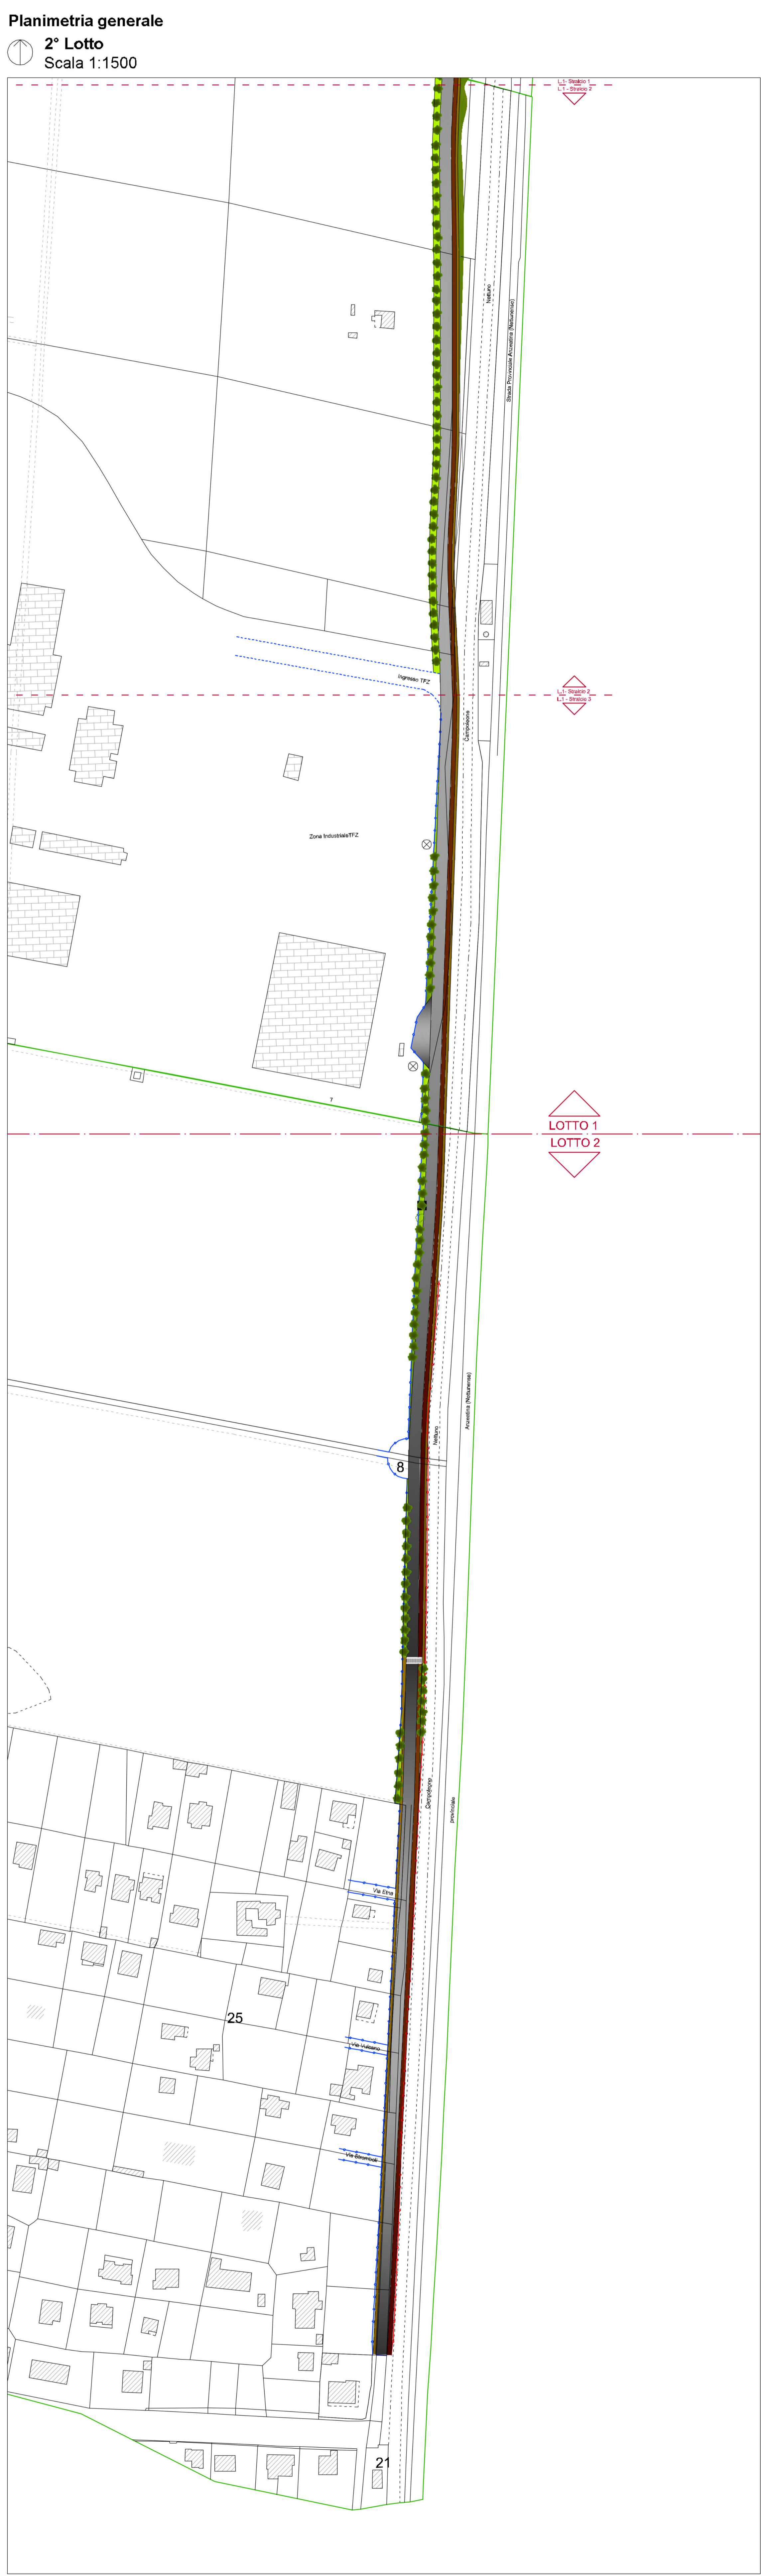 Planimetria generale
2° Lotto
Scala 1:1500
L.1- Stralcio 1
L.1 - Stralcio 2
Nettuno
Strada Provinciale Anzeatina (Nettunense)
Ingresso TFZ
L.1- Stralcio 2
L.1 - Stralcio 3
Campoleone
Zona Industriale/TFZ
7
LOTTO 1
LOTTO 2
Anzeatina (Nettunense)
Nettuno
8
Campoleone
provinciale
Via Etna
25
Via Vulcano
Via Stromboli
21